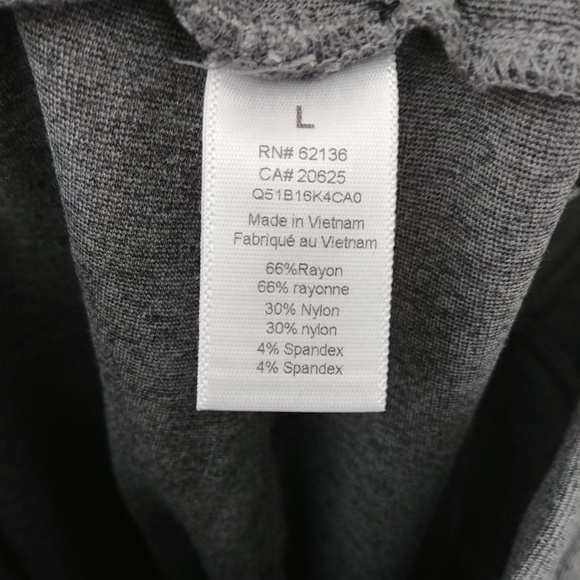 L
RN# 62136
CA# 20625
Q51B16K4CA0
Made in Vietnam
Fabriqué au Vietnam
66%Rayon
66% rayonne
30% Nylon
30% nylon
4% Spandex
4% Spandex